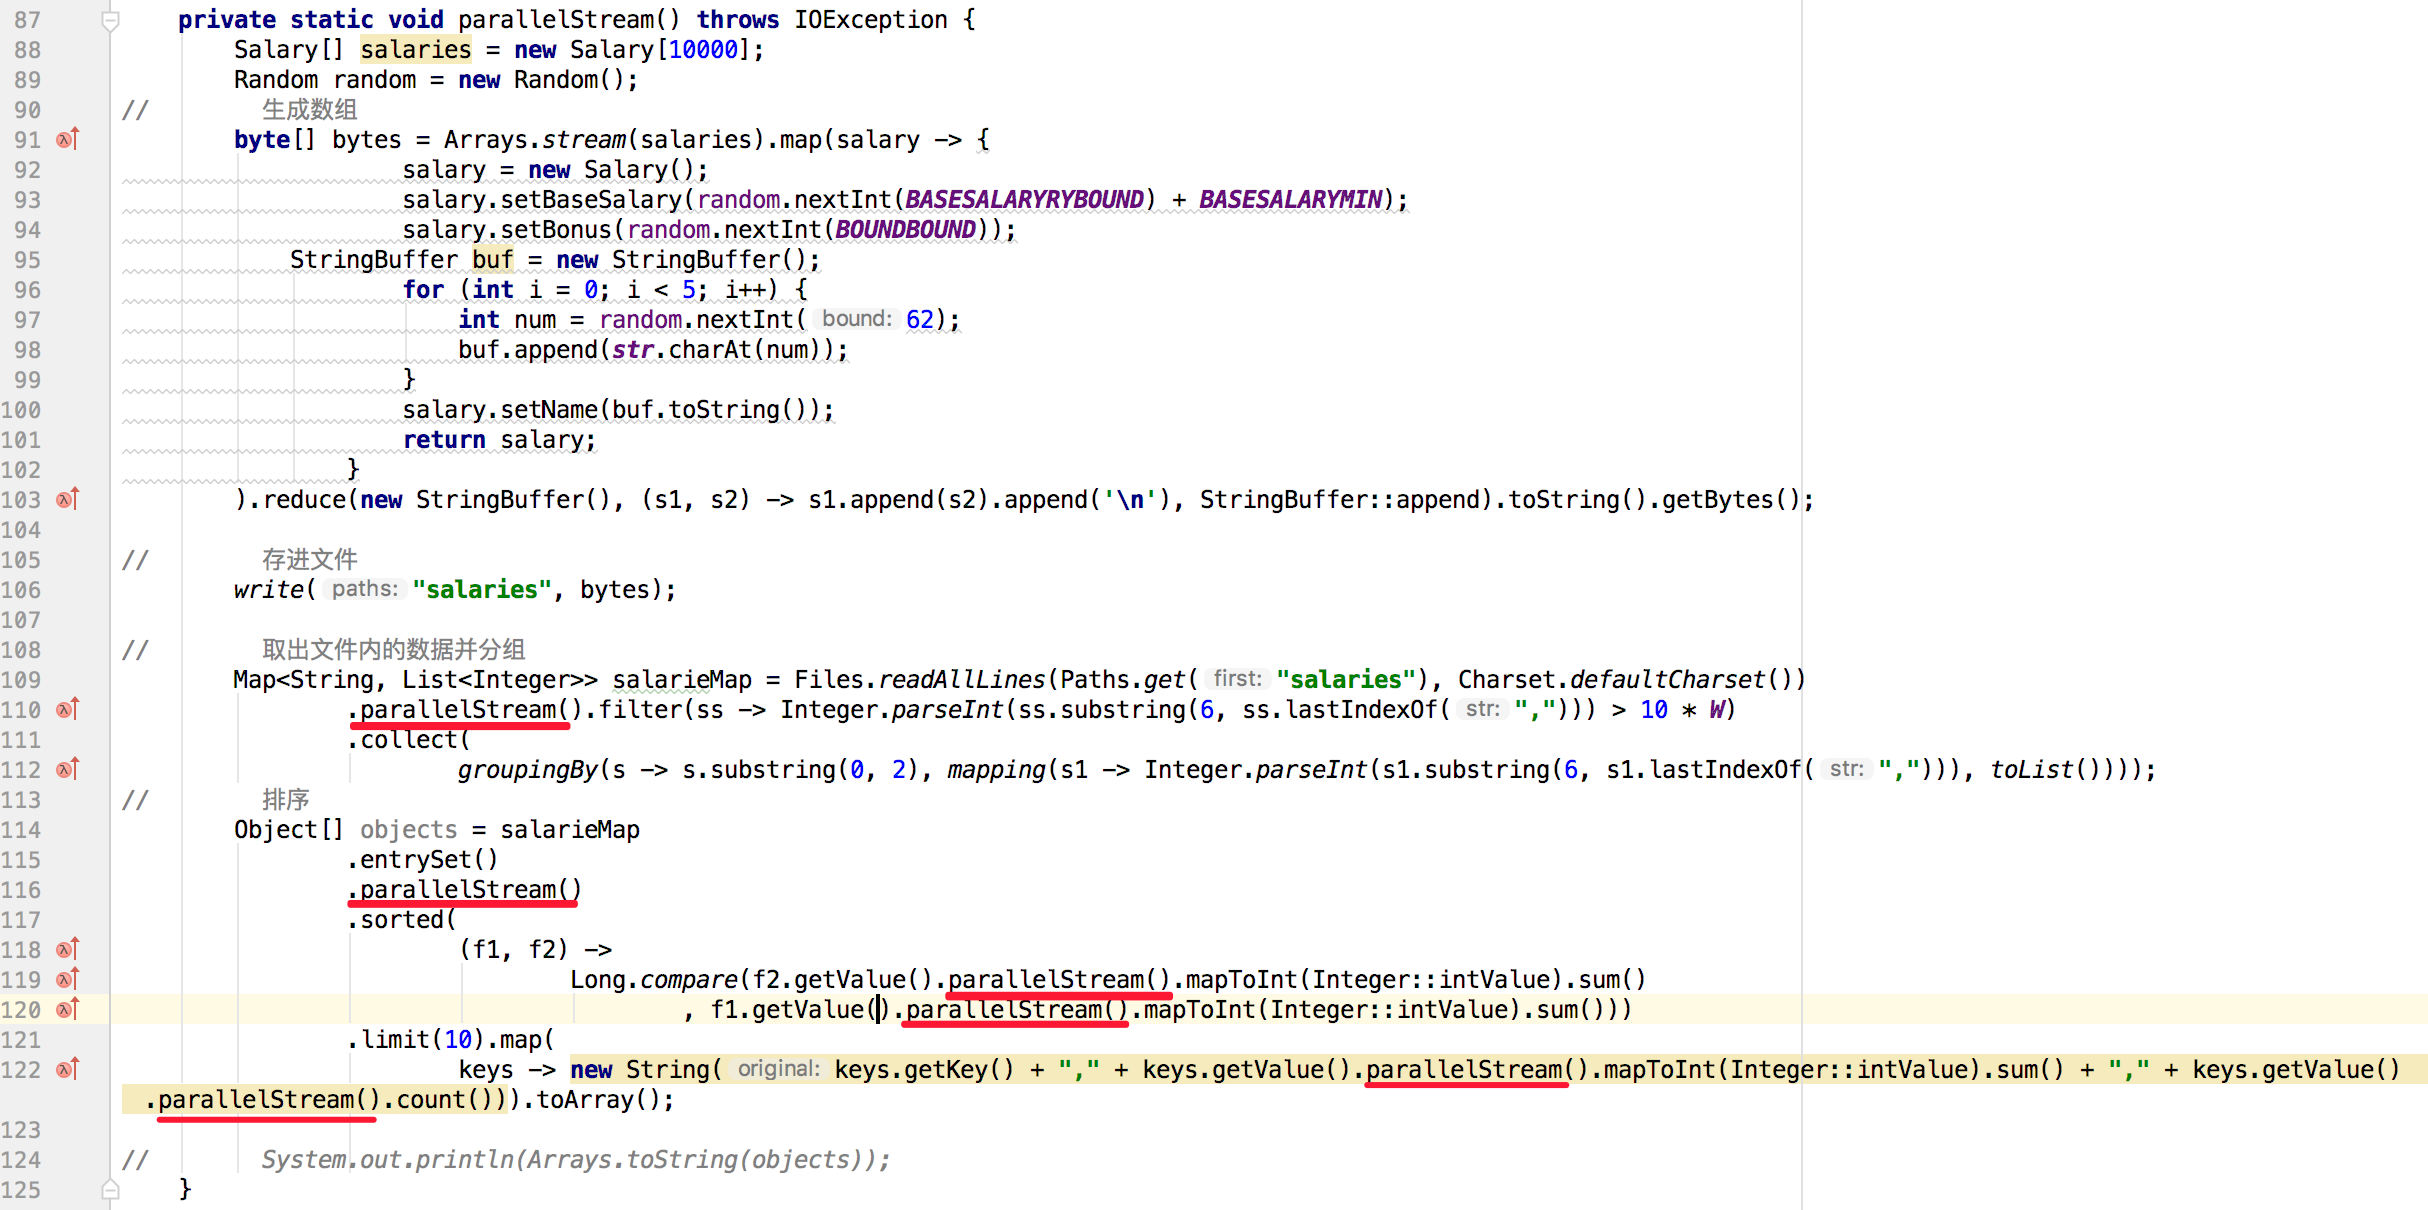 87 private static void parallelStream() throws IOException {
88 Salary[] salaries = new Salary[10000];
89 Random random = new Random();
90 // 生成数组
91 byte[] bytes = Arrays.stream(salaries).map(salary -> {
92 salary = new Salary();
93 salary.setBaseSalary(random.nextInt(BASESALARYRYBOUND) + BASESALARYMIN);
94 salary.setBonus(random.nextInt(BOUNDBOUND));
95 StringBuffer buf = new StringBuffer();
96 for (int i = 0; i < 5; i++) {
97 int num = random.nextInt( bound: 62);
98 buf.append(str.charAt(num));
99 }
100 salary.setName(buf.toString());
101 return salary;
102 }
103 ).reduce(new StringBuffer(), (s1, s2) -> s1.append(s2).append('\n'), StringBuffer::append).toString().getBytes();
104
105 // 存进文件
106 write( paths: "salaries", bytes);
107
108 // 取出文件内的数据并分组
109 Map<String, List<Integer>> salarieMap = Files.readAllLines(Paths.get( first: "salaries"), Charset.defaultCharset())
110 .parallelStream().filter(ss -> Integer.parseInt(ss.substring(6, ss.lastIndexOf( str: ","))) > 10 * W)
111 .collect(
112 groupingBy(s -> s.substring(0, 2), mapping(s1 -> Integer.parseInt(s1.substring(6, s1.lastIndexOf( str: ","))), toList())));
113 // 排序
114 Object[] objects = salarieMap
115 .entrySet()
116 .parallelStream()
117 .sorted(
118 (f1, f2) ->
119 Long.compare(f2.getValue().parallelStream().mapToInt(Integer::intValue).sum()
120 , f1.getValue().parallelStream().mapToInt(Integer::intValue).sum()))
121 .limit(10).map(
122 keys -> new String( original: keys.getKey() + "," + keys.getValue().parallelStream().mapToInt(Integer::intValue).sum() + "," + keys.getValue()
.parallelStream().count())).toArray();
123
124 // System.out.println(Arrays.toString(objects));
125 }